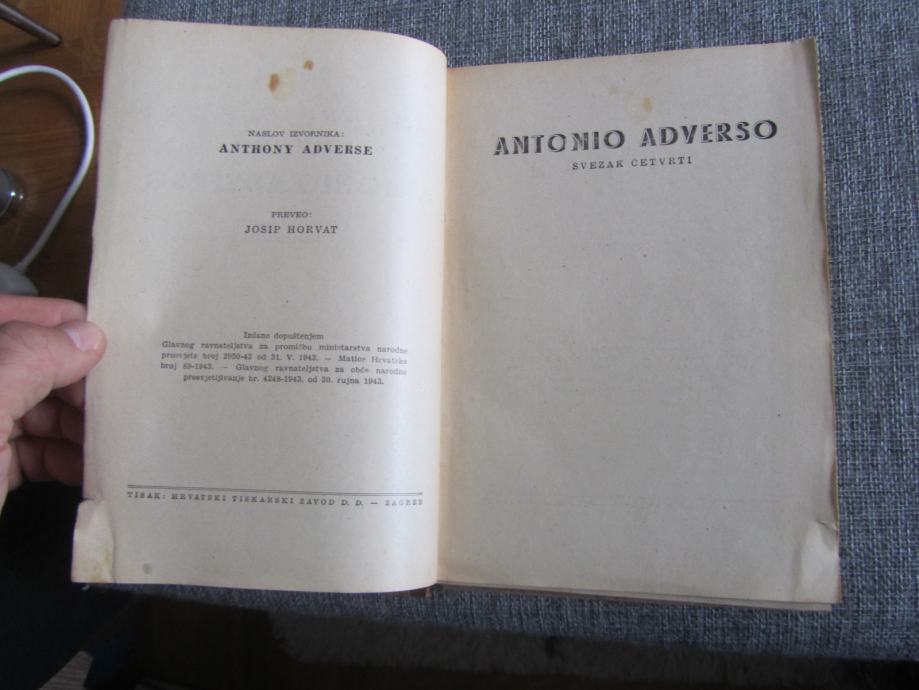 NASLOV IZVORNIKA:
ANTHONY ADVERSE
PREVEO:
JOSIP HORVAT
Izdano dopuštenjem
Glavnog ravnateljstva za promičbu ministarstva narodne
prosvjete broj 2950-43 od 31. V. 1943. — Matice Hrvatske
broj 89-1943. — Glavnog ravnateljstva za obće narodno
prosvjetljivanje br. 4248-1943. od 30. rujna 1943.
TISAK: HRVATSKI TISKARSKI ZAVOD D. D. — ZAGREB
ANTONIO ADVERSO
SVEZAK ČETVRTI